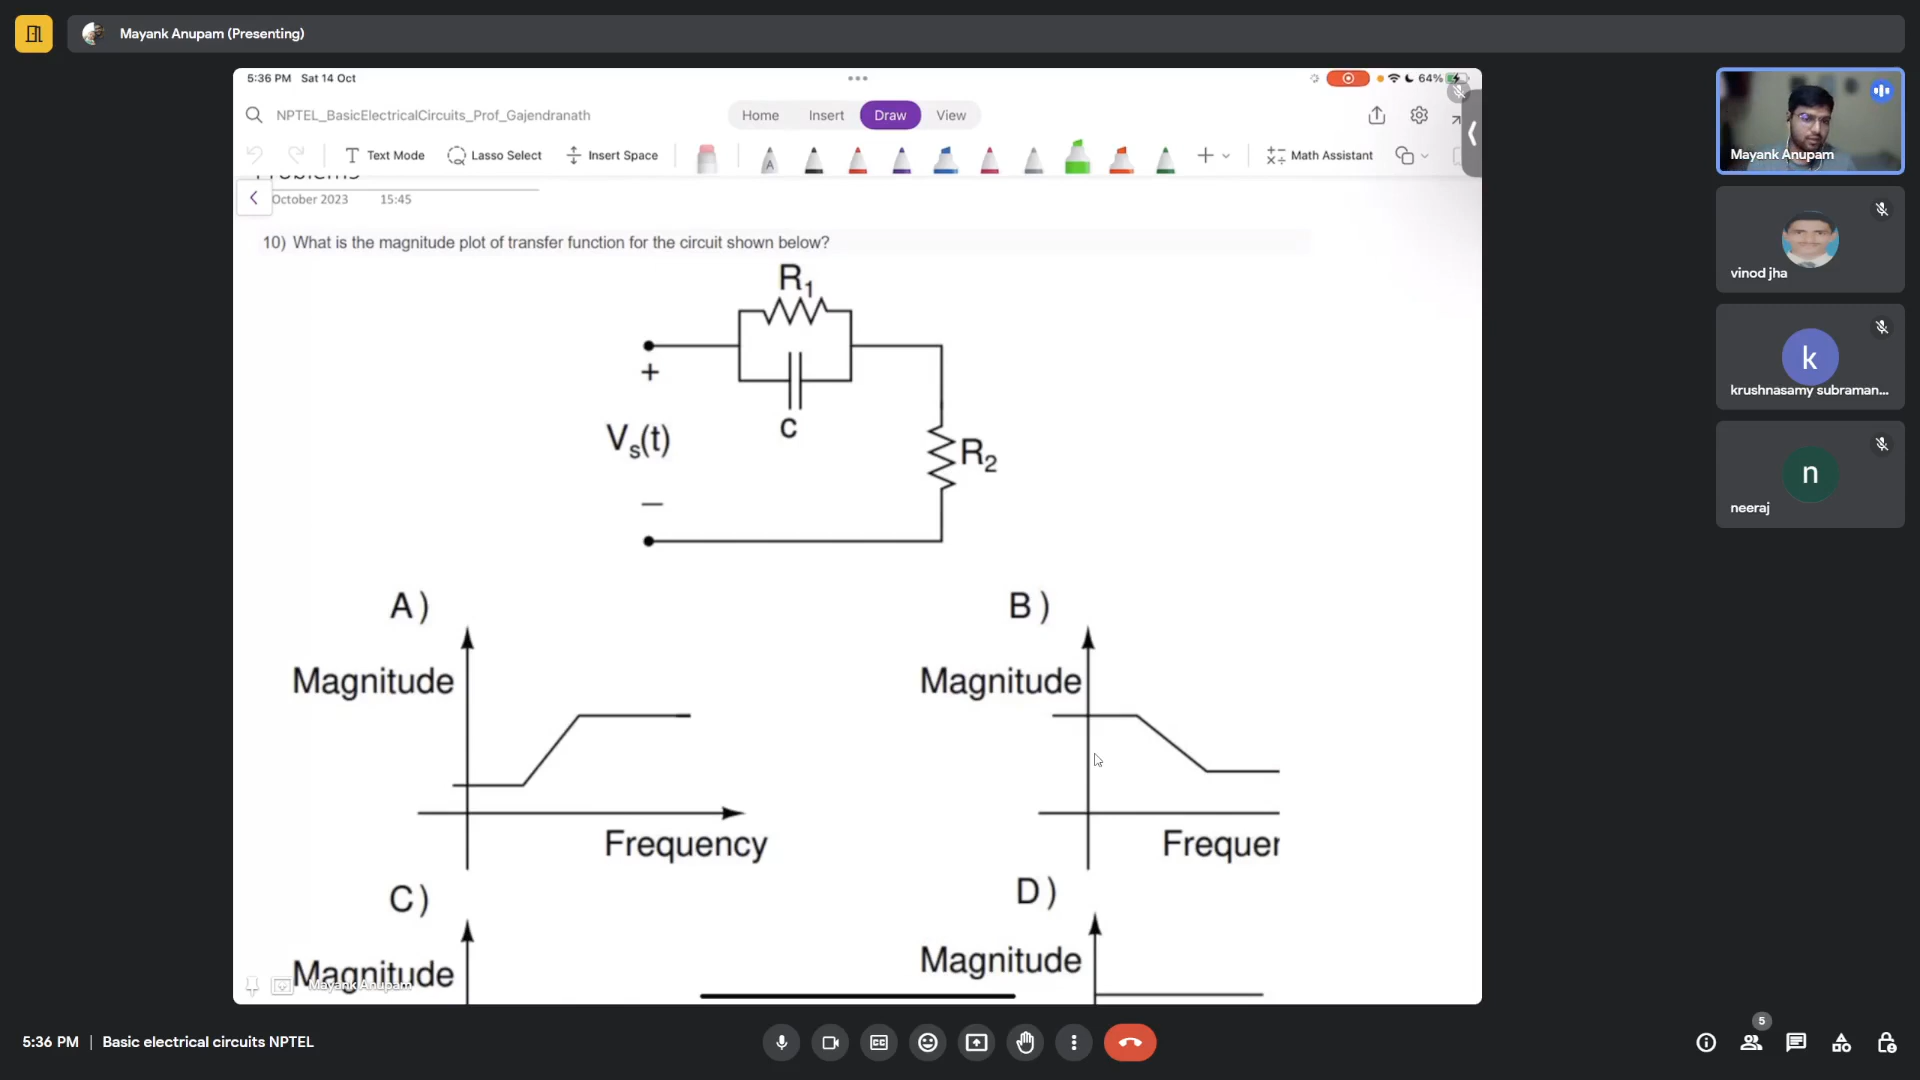 Mayank Anupam (Presenting)
5:36 PM Sat 14 Oct
64%
NPTEL_BasicElectricalCircuits_Prof_Gajendranath
Home Insert Draw View
Text Mode Lasso Select Insert Space A Math Assistant
Problems
October 2023 15:45
10) What is the magnitude plot of transfer function for the circuit shown below?
R1
+
C
Vs(t)
R2
–
A) B)
Magnitude Magnitude
Frequency Frequer
C) D)
Magnitude Magnitude
Mayank Anupam
Mayank Anupam
vinod jha
k
krushnasamy subraman...
n
neeraj
5:36 PM | Basic electrical circuits NPTEL
5